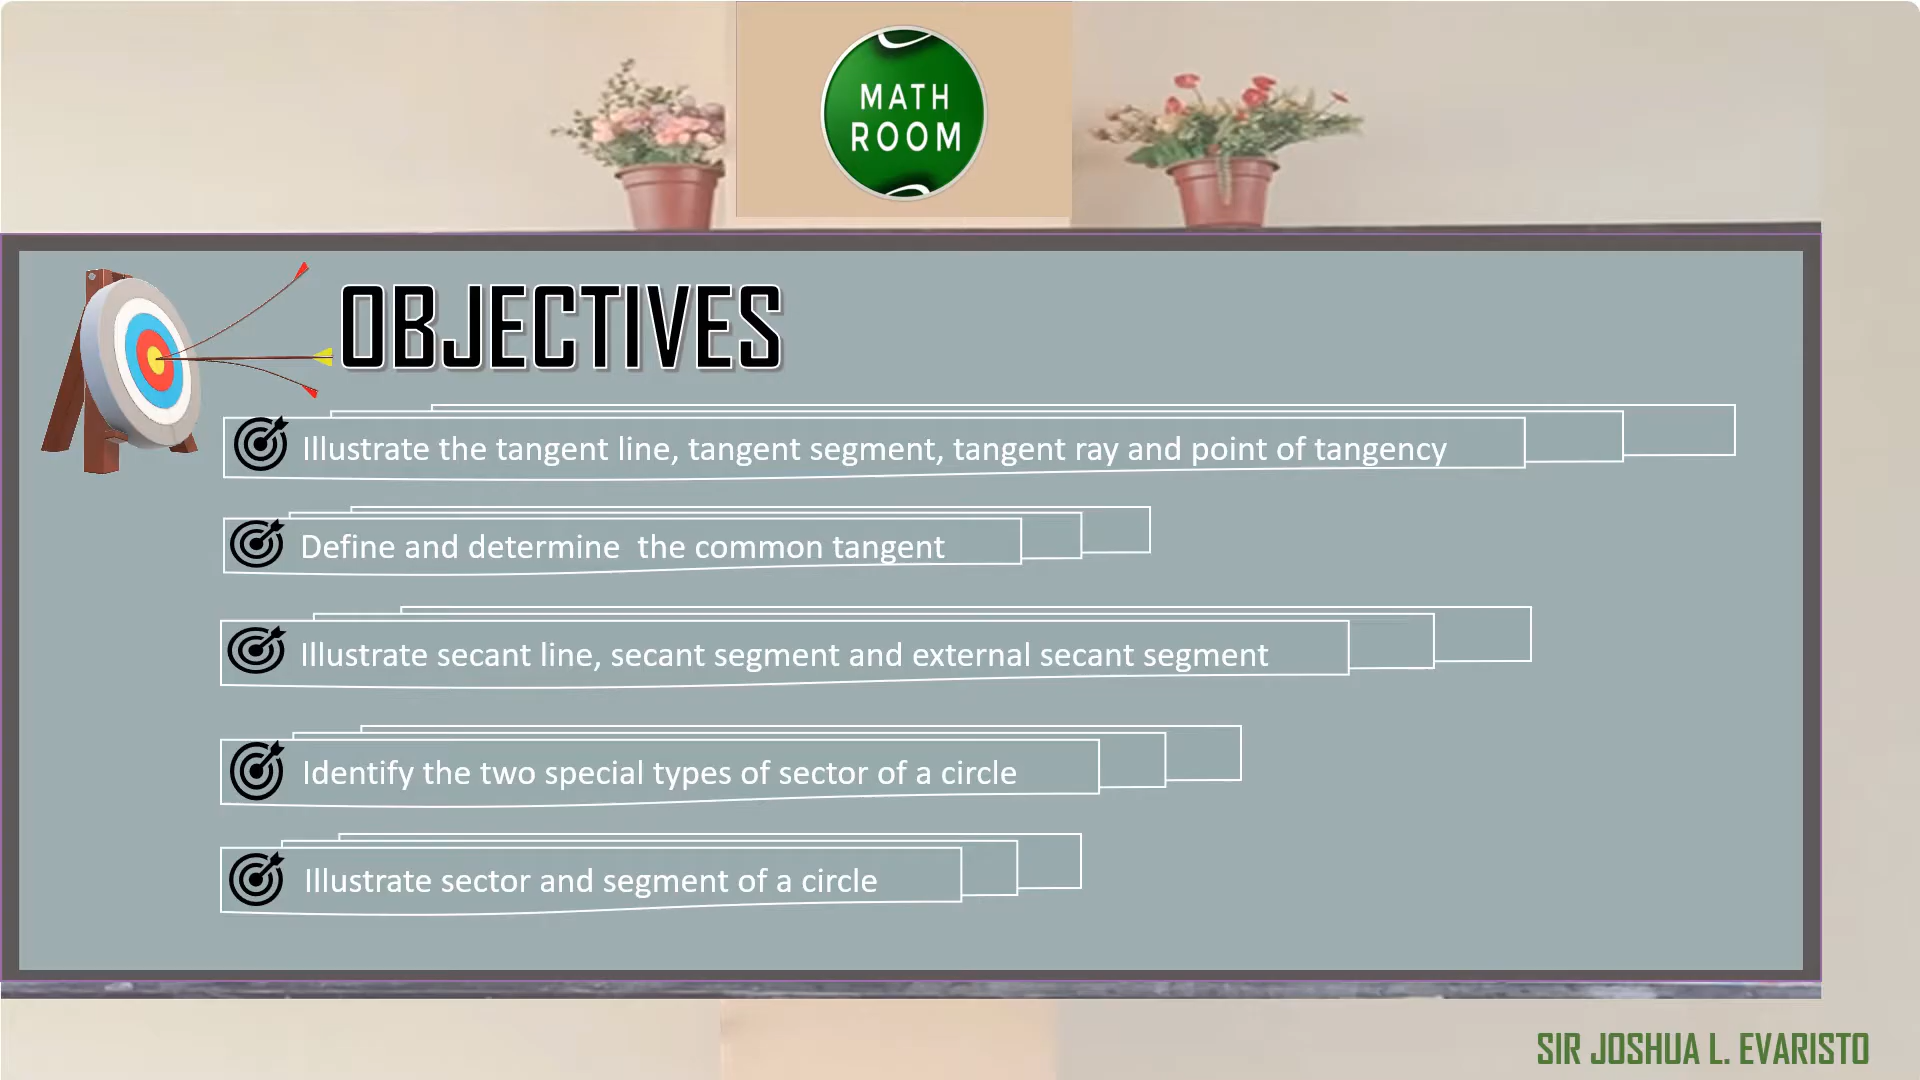 MATH
ROOM
OBJECTIVES
Illustrate the tangent line, tangent segment, tangent ray and point of tangency
Define and determine  the common tangent
Illustrate secant line, secant segment and external secant segment
Identify the two special types of sector of a circle
Illustrate sector and segment of a circle
SIR JOSHUA L. EVARISTO